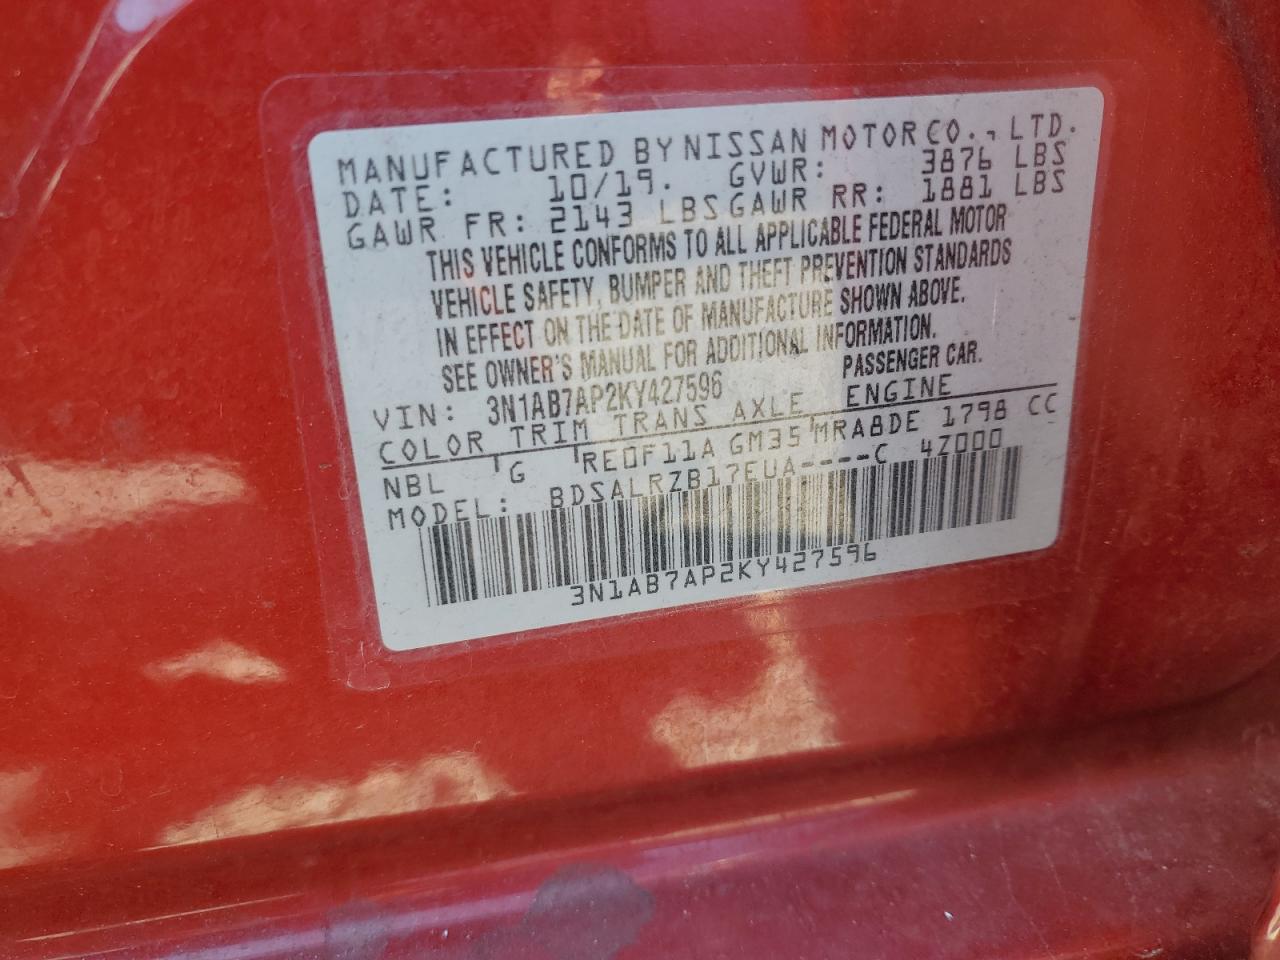 MANUFACTURED BY NISSAN MOTOR CO., LTD.
DATE: 10/19. GVWR: 3876 LBS
GAWR FR: 2143 LBS GAWR RR: 1881 LBS
THIS VEHICLE CONFORMS TO ALL APPLICABLE FEDERAL MOTOR
VEHICLE SAFETY, BUMPER AND THEFT PREVENTION STANDARDS
IN EFFECT ON THE DATE OF MANUFACTURE SHOWN ABOVE.
SEE OWNER'S MANUAL FOR ADDITIONAL INFORMATION.
PASSENGER CAR.
VIN: 3N1AB7AP2KY427596
COLOR TRIM TRANS AXLE ENGINE
NBL G RE0F11A GM35 MRA8DE 1798 CC
MODEL: BDSALRZB17EUA----C 4Z000
3N1AB7AP2KY427596